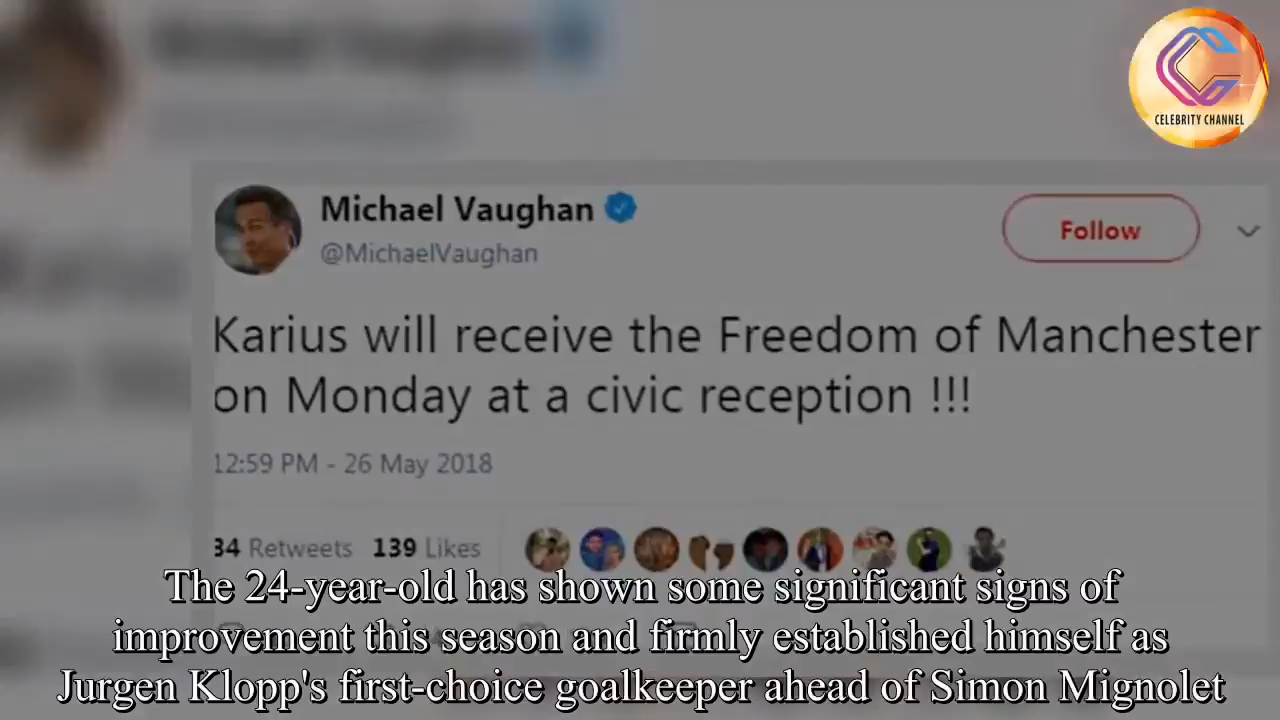 CELEBRITY CHANNEL
Michael Vaughan
@MichaelVaughan
Follow
Karius will receive the Freedom of Manchester
on Monday at a civic reception !!!
12:59 PM - 26 May 2018
34 Retweets 139 Likes
The 24-year-old has shown some significant signs of
improvement this season and firmly established himself as
Jurgen Klopp's first-choice goalkeeper ahead of Simon Mignolet